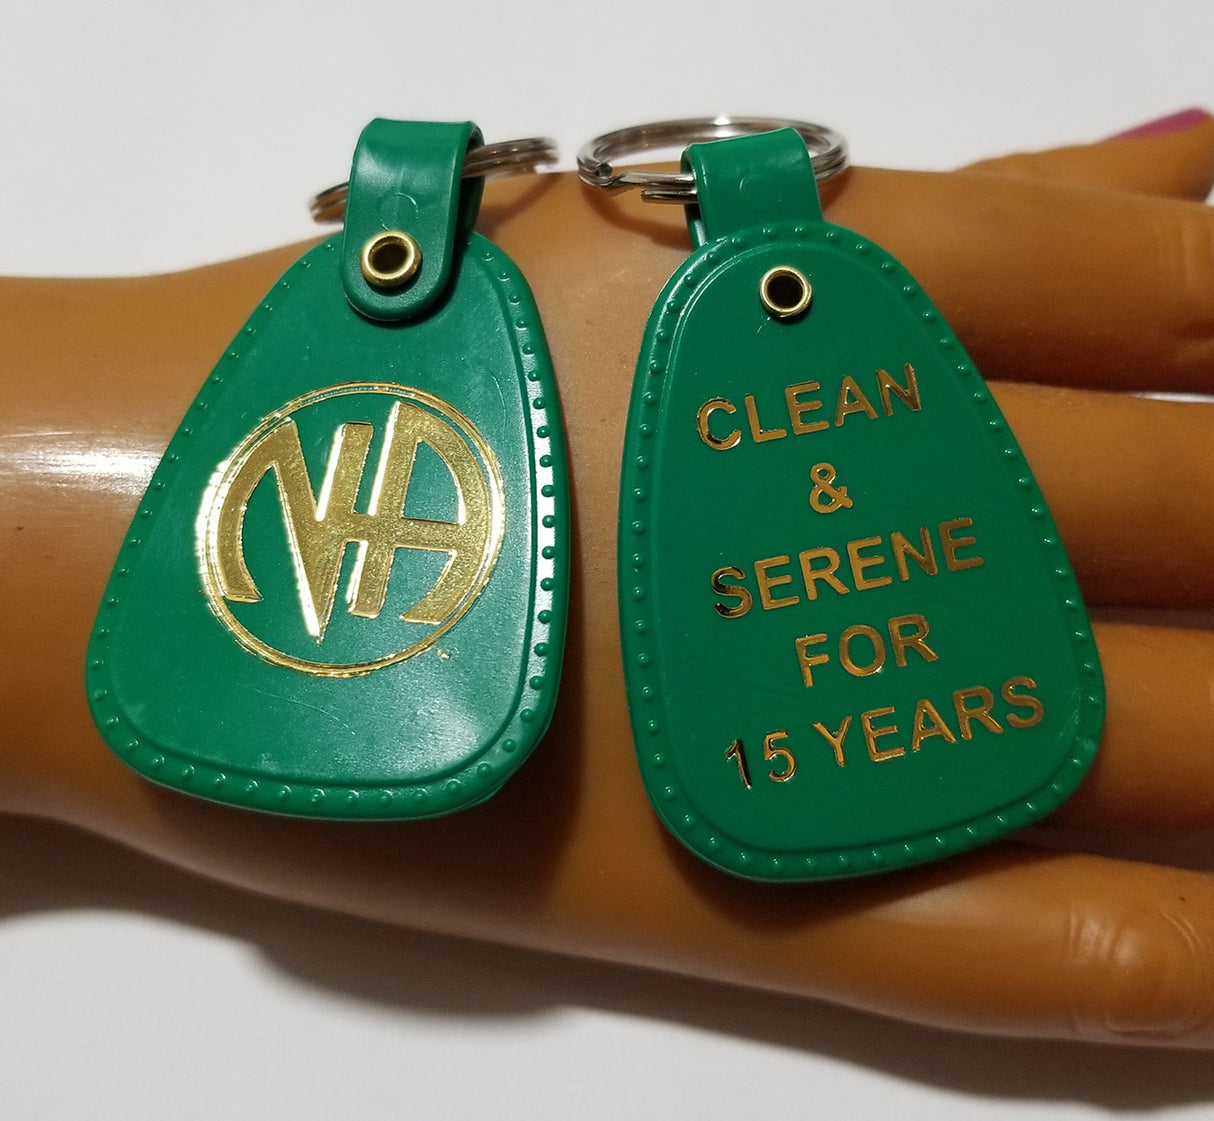 NA
CLEAN
&
SERENE
FOR
15 YEARS